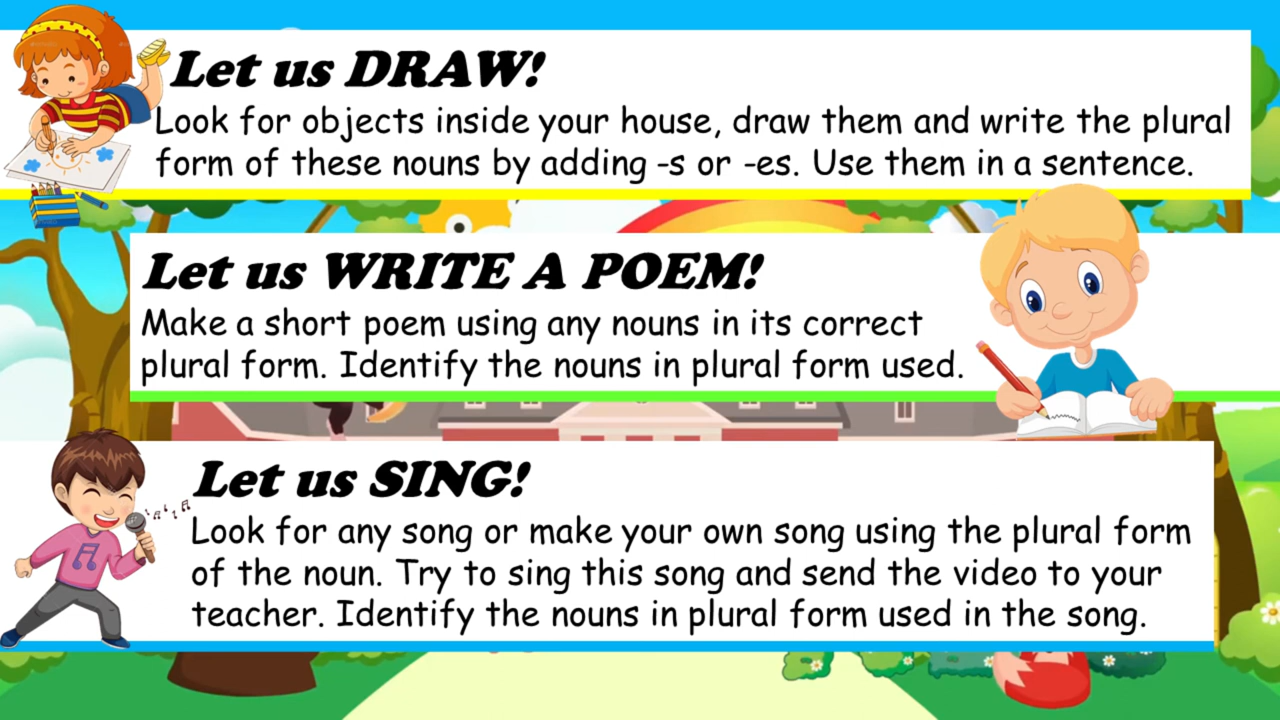 Let us DRAW!
Look for objects inside your house, draw them and write the plural
form of these nouns by adding -s or -es. Use them in a sentence.
Let us WRITE A POEM!
Make a short poem using any nouns in its correct
plural form. Identify the nouns in plural form used.
Let us SING!
Look for any song or make your own song using the plural form
of the noun. Try to sing this song and send the video to your
teacher. Identify the nouns in plural form used in the song.